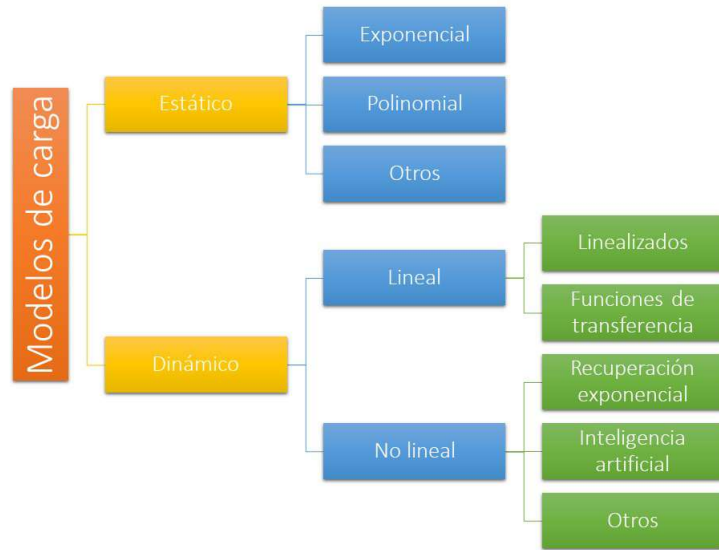 Modelos de carga
Estático
Exponencial
Polinomial
Otros
Dinámico
Lineal
Linealizados
Funciones de
transferencia
No lineal
Recuperación
exponencial
Inteligencia
artificial
Otros